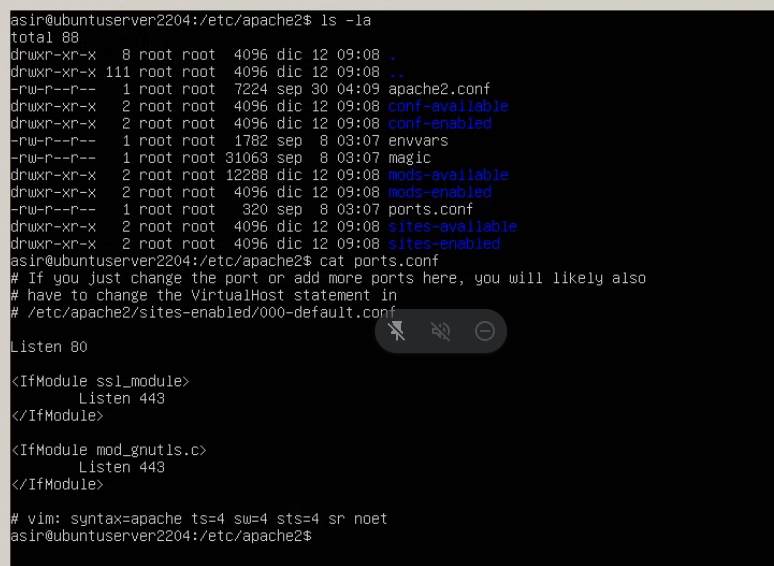 asir@ubuntuserver2204:/etc/apache2$ ls -la
total 88
drwxr-xr-x   8 root root  4096 dic 12 09:08 .
drwxr-xr-x 111 root root  4096 dic 12 09:08 ..
-rw-r--r--   1 root root  7224 sep 30 04:09 apache2.conf
drwxr-xr-x   2 root root  4096 dic 12 09:08 conf-available
drwxr-xr-x   2 root root  4096 dic 12 09:08 conf-enabled
-rw-r--r--   1 root root  1782 sep  8 03:07 envvars
-rw-r--r--   1 root root 31063 sep  8 03:07 magic
drwxr-xr-x   2 root root 12288 dic 12 09:08 mods-available
drwxr-xr-x   2 root root  4096 dic 12 09:08 mods-enabled
-rw-r--r--   1 root root   320 sep  8 03:07 ports.conf
drwxr-xr-x   2 root root  4096 dic 12 09:08 sites-available
drwxr-xr-x   2 root root  4096 dic 12 09:08 sites-enabled
asir@ubuntuserver2204:/etc/apache2$ cat ports.conf
# If you just change the port or add more ports here, you will likely also
# have to change the VirtualHost statement in
# /etc/apache2/sites-enabled/000-default.conf
Listen 80
<IfModule ssl_module>
        Listen 443
</IfModule>
<IfModule mod_gnutls.c>
        Listen 443
</IfModule>
# vim: syntax=apache ts=4 sw=4 sts=4 sr noet
asir@ubuntuserver2204:/etc/apache2$